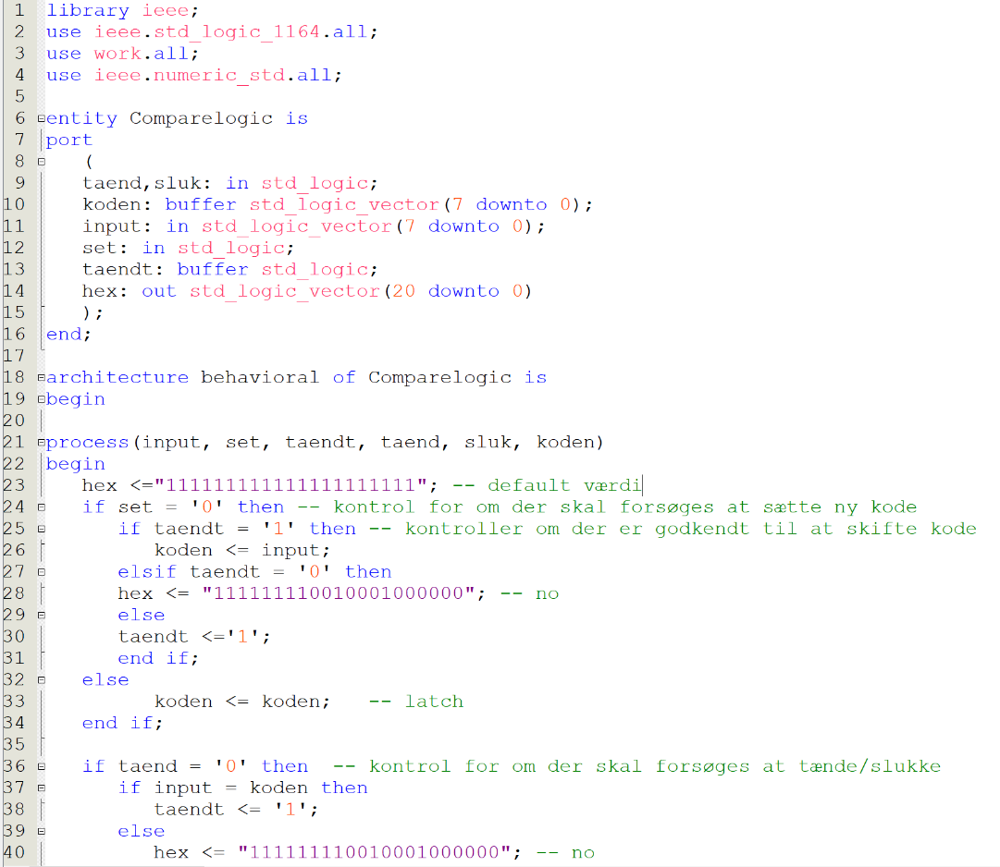 1 library ieee;
2 use ieee.std_logic_1164.all;
3 use work.all;
4 use ieee.numeric_std.all;
5
6 entity Comparelogic is
7 port
8 (
9 taend,sluk: in std_logic;
10 koden: buffer std_logic_vector(7 downto 0);
11 input: in std_logic_vector(7 downto 0);
12 set: in std_logic;
13 taendt: buffer std_logic;
14 hex: out std_logic_vector(20 downto 0)
15 );
16 end;
17
18 architecture behavioral of Comparelogic is
19 begin
20
21 process(input, set, taendt, taend, sluk, koden)
22 begin
23 hex <="111111111111111111111"; -- default værdi
24 if set = '0' then -- kontrol for om der skal forsøges at sætte ny kode
25 if taendt = '1' then -- kontroller om der er godkendt til at skifte kode
26 koden <= input;
27 elsif taendt = '0' then
28 hex <= "111111110010001000000"; -- no
29 else
30 taendt <='1';
31 end if;
32 else
33 koden <= koden; -- latch
34 end if;
35
36 if taend = '0' then -- kontrol for om der skal forsøges at tænde/slukke
37 if input = koden then
38 taendt <= '1';
39 else
40 hex <= "111111110010001000000"; -- no